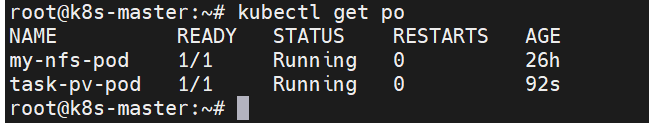 root@k8s-master:~# kubectl get po
NAME READY STATUS RESTARTS AGE
my-nfs-pod 1/1 Running 0 26h
task-pv-pod 1/1 Running 0 92s
root@k8s-master:~#